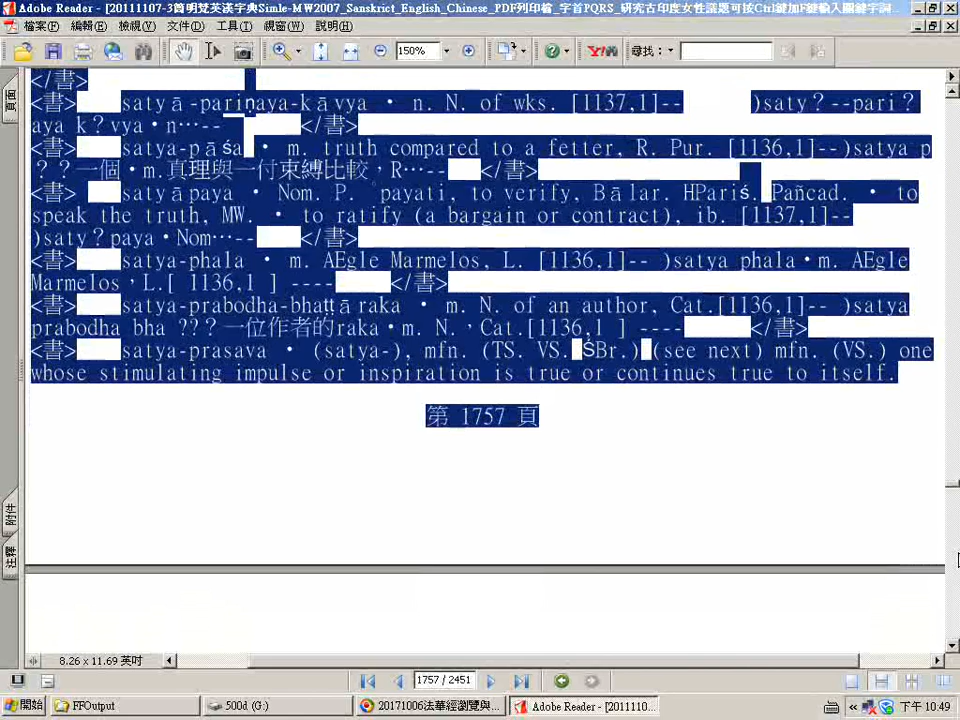 Adobe Reader - [20111107-3簡明梵英漢字典Simle-MW2007_Sanskrict_English_Chinese_PDF列印檔_字首PQRS_研究古印度女性議題可按Ctrl鍵加F鍵輸入關鍵字詞...
檔案(F) 編輯(E) 檢視(V) 文件(D) 工具(T) 視窗(W) 說明(H)
150% Y! 尋找：
頁面
</書>
<書> satyā-pariṇaya-kāvya ‧ n. N. of wks. [1137,1]-- )saty？--pari？
aya k？vya‧n…-- </書>
<書> satya-pāśa ‧ m. truth compared to a fetter, R. Pur. [1136,1]--)satya p
？？一個‧m.真理與一付束縛比較，R…-- </書>
<書> satyāpaya ‧ Nom. P. °payati, to verify, Bālar. HPariś. Pañcad. ‧ to
speak the truth, MW. ‧ to ratify (a bargain or contract), ib. [1137,1]--
)saty？paya‧Nom…-- </書>
<書> satya-phala ‧ m. AEgle Marmelos, L. [1136,1]-- )satya phala‧m. AEgle
Marmelos，L.[ 1136,1 ] ---- </書>
<書> satya-prabodha-bhaṭṭāraka ‧ m. N. of an author, Cat.[1136,1]-- )satya
prabodha bha ??？一位作者的raka‧m. N.，Cat.[1136,1 ] ---- </書>
<書> satya-prasava ‧ (satya-), mfn. (TS. VS. ŚBr.) (see next) mfn. (VS.) one
whose stimulating impulse or inspiration is true or continues true to itself.
第 1757 頁
附件
注釋
8.26 x 11.69 英吋
1757 / 2451
開始 FFOutput 500d (G:) 20171006法華經瀏覽與... Adobe Reader - [2011110... 下午 10:49